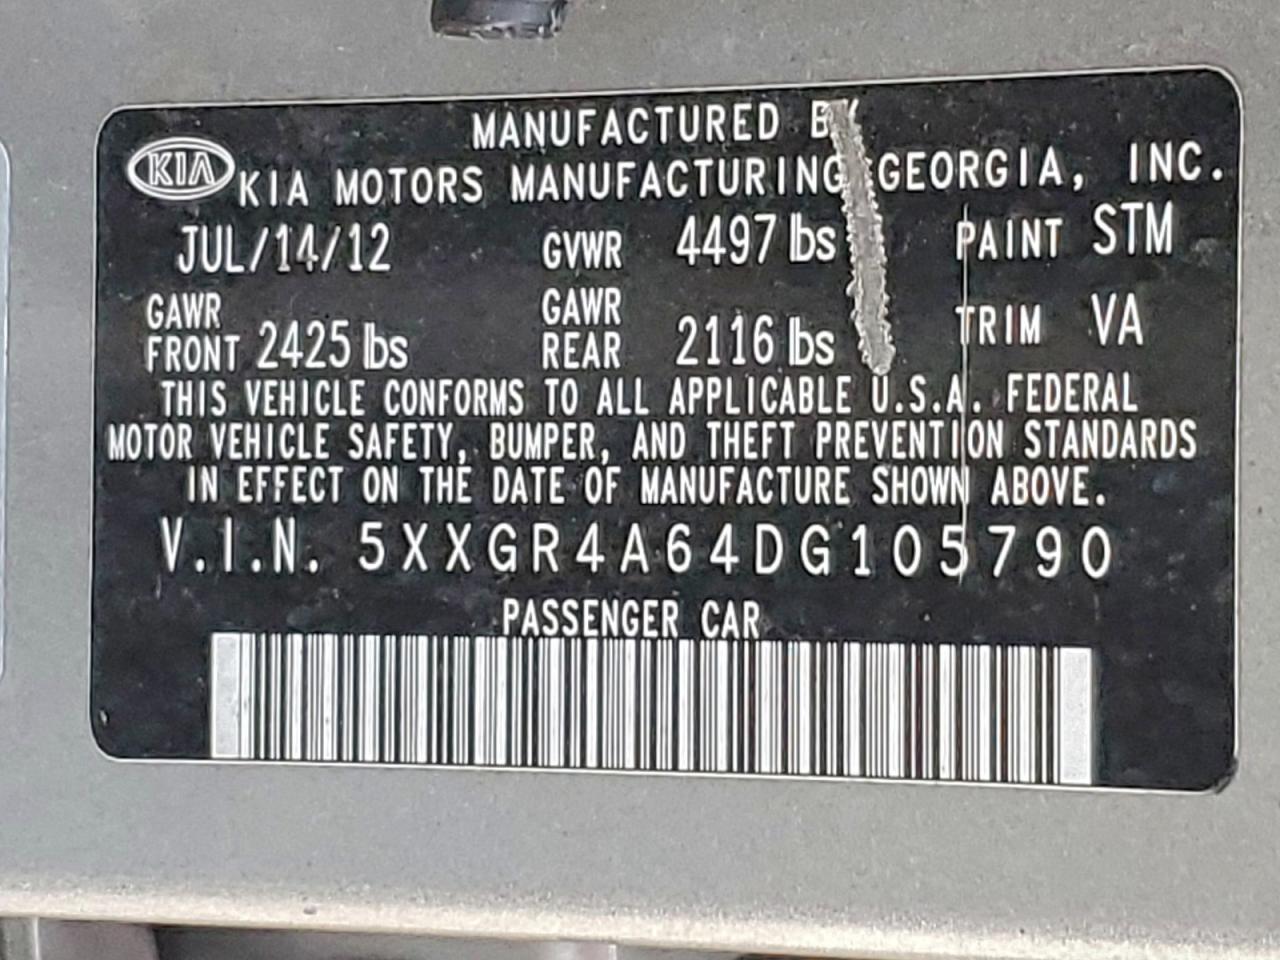 MANUFACTURED BY
KIA KIA MOTORS MANUFACTURING GEORGIA, INC.
JUL/14/12 GVWR 4497 lbs PAINT STM
GAWR FRONT 2425 lbs GAWR REAR 2116 lbs TRIM VA
THIS VEHICLE CONFORMS TO ALL APPLICABLE U.S.A. FEDERAL
MOTOR VEHICLE SAFETY, BUMPER, AND THEFT PREVENTION STANDARDS
IN EFFECT ON THE DATE OF MANUFACTURE SHOWN ABOVE.
V.I.N. 5XXGR4A64DG105790
PASSENGER CAR